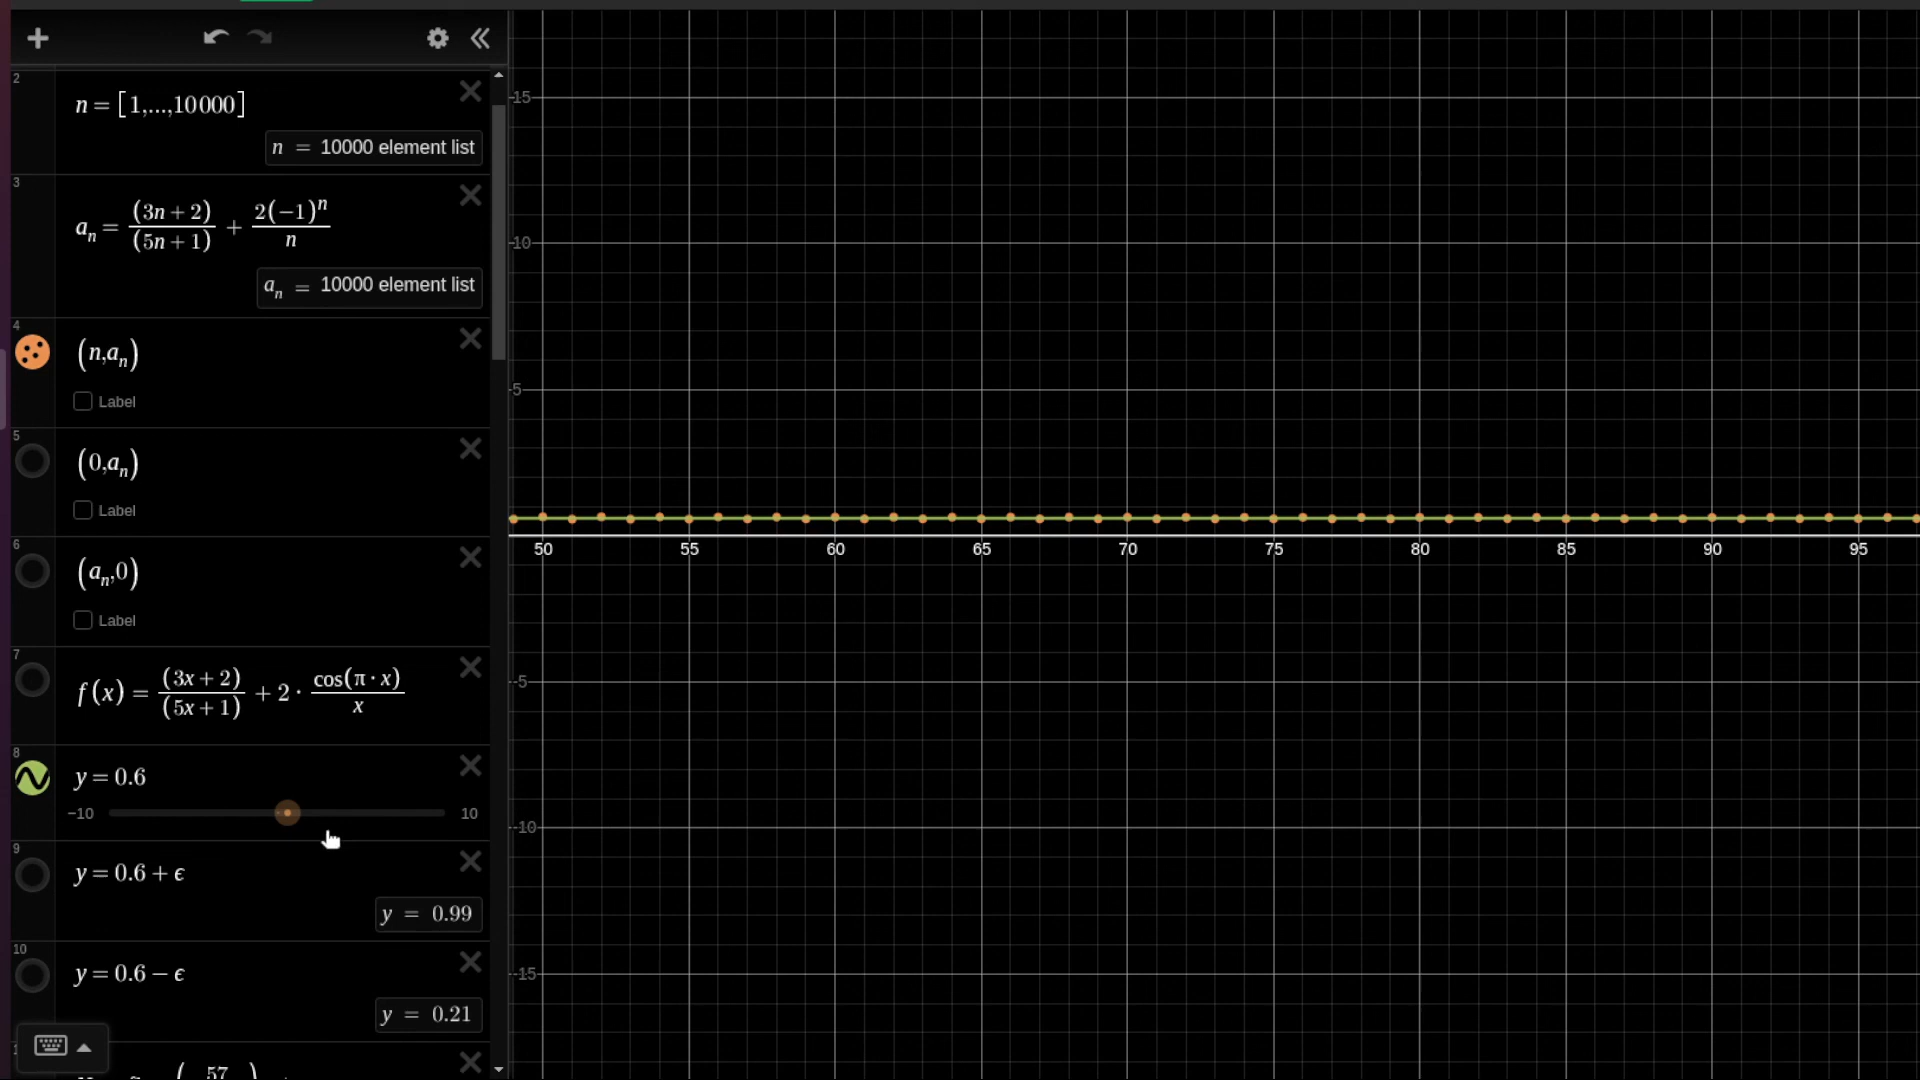 2
n = [1,...,10000]
n = 10000 element list
3
a_n = (3n + 2)/(5n + 1) + 2(−1)^n/n
a_n = 10000 element list
4
(n,a_n)
Label
5
(0,a_n)
Label
6
(a_n,0)
Label
7
f(x) = (3x + 2)/(5x + 1) + 2 · cos(π · x)/x
8
y = 0.6
−10 10
9
y = 0.6 + ϵ
y = 0.99
10
y = 0.6 − ϵ
y = 0.21
57
15
10
5
50 55 60 65 70 75 80 85 90 95
-5
-10
-15